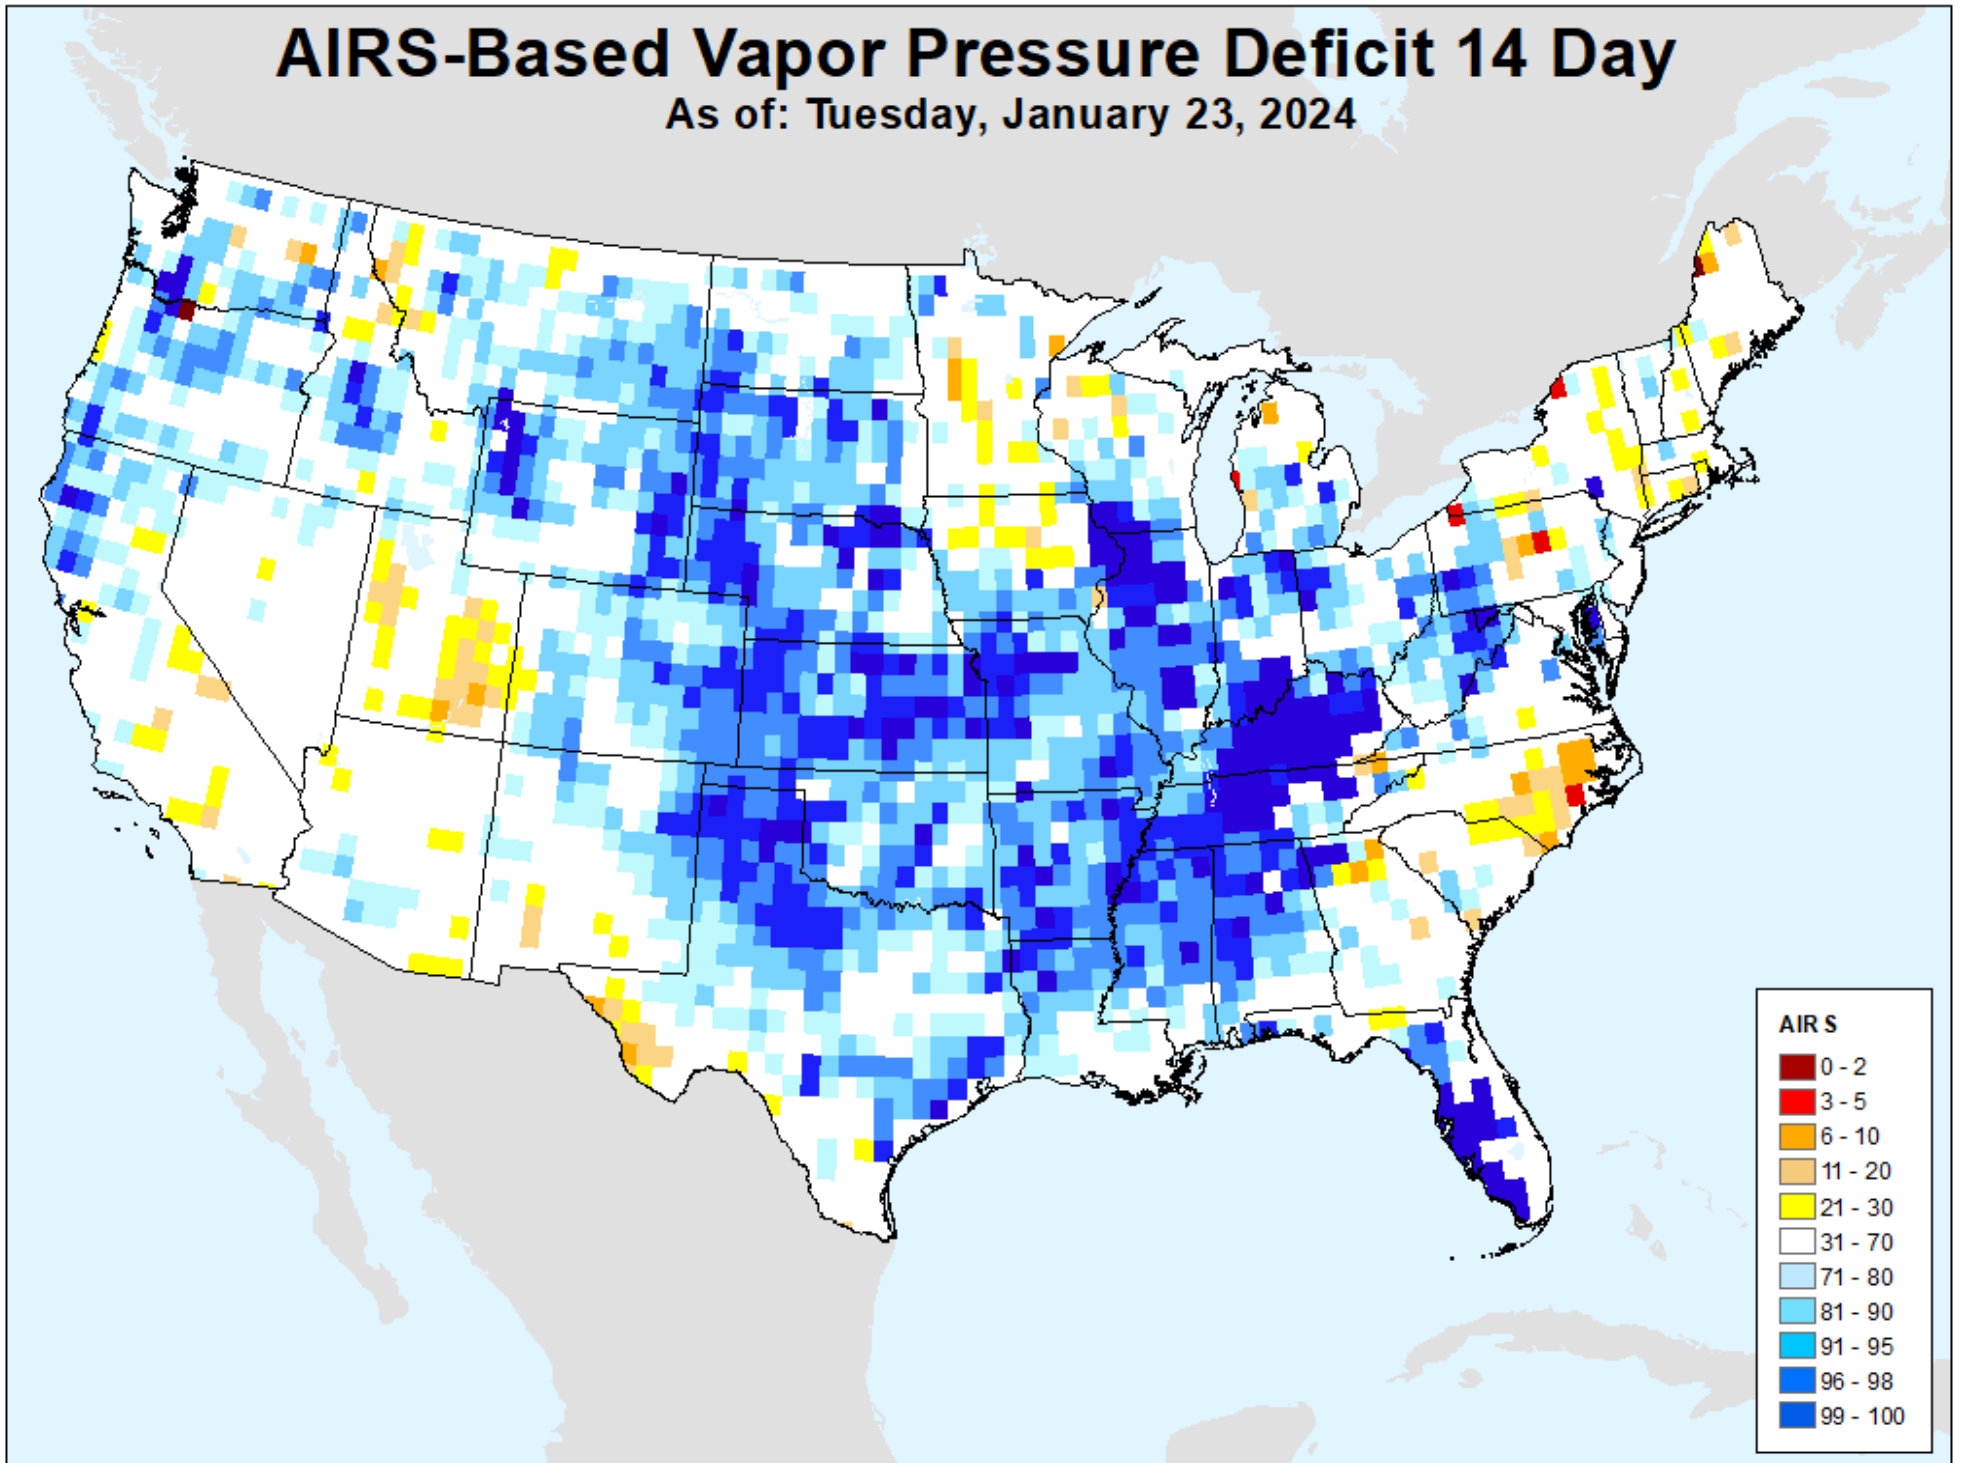 AIRS-Based Vapor Pressure Deficit 14 Day
As of: Tuesday, January 23, 2024
AIRS
0 - 2
3 - 5
6 - 10
11 - 20
21 - 30
31 - 70
71 - 80
81 - 90
91 - 95
96 - 98
99 - 100